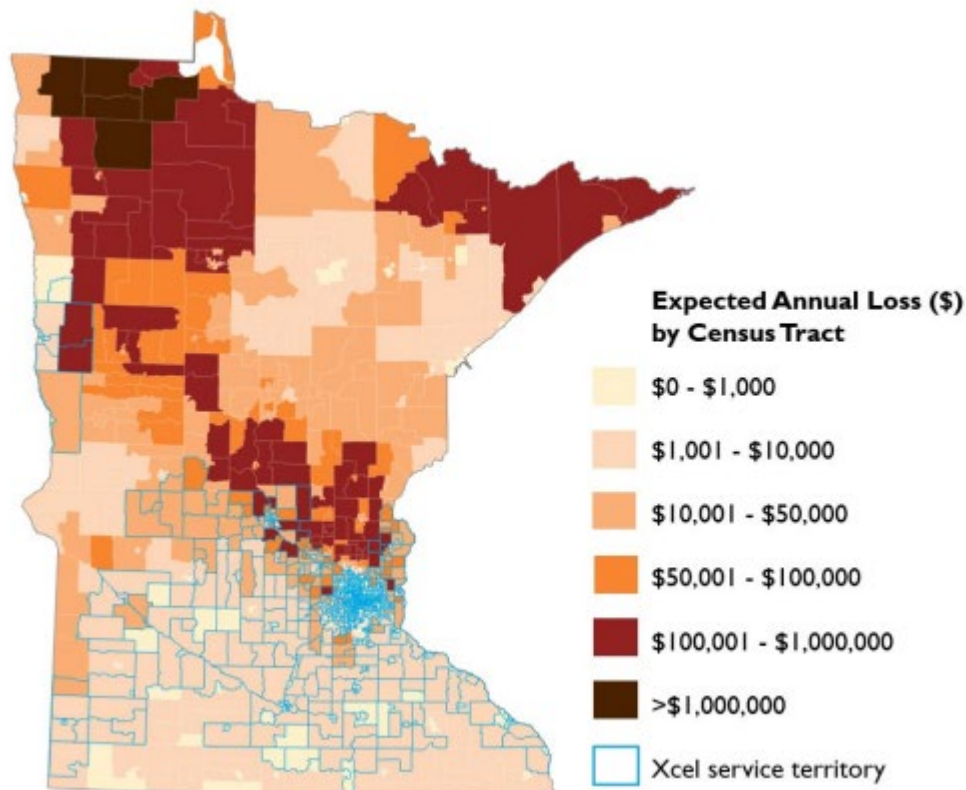 Expected Annual Loss ($)
by Census Tract
$0 - $1,000
$1,001 - $10,000
$10,001 - $50,000
$50,001 - $100,000
$100,001 - $1,000,000
>$1,000,000
Xcel service territory